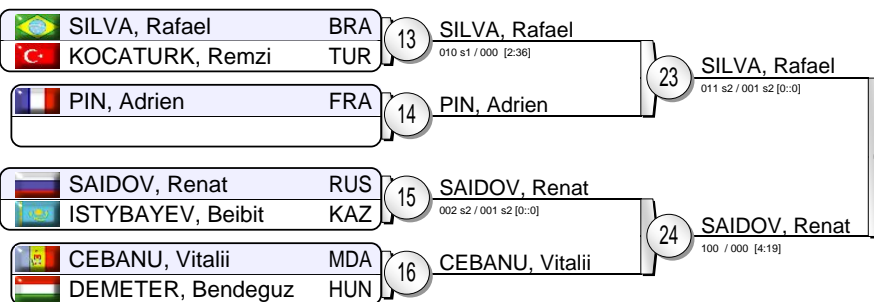 SILVA, Rafael BRA
KOCATURK, Remzi TUR
13
SILVA, Rafael
010 s1 / 000 [2:36]
PIN, Adrien FRA
14
PIN, Adrien
23
SILVA, Rafael
011 s2 / 001 s2 [0::0]
SAIDOV, Renat RUS
ISTYBAYEV, Beibit KAZ
15
SAIDOV, Renat
002 s2 / 001 s2 [0::0]
CEBANU, Vitalii MDA
DEMETER, Bendeguz HUN
16
CEBANU, Vitalii
24
SAIDOV, Renat
100 / 000 [4:19]